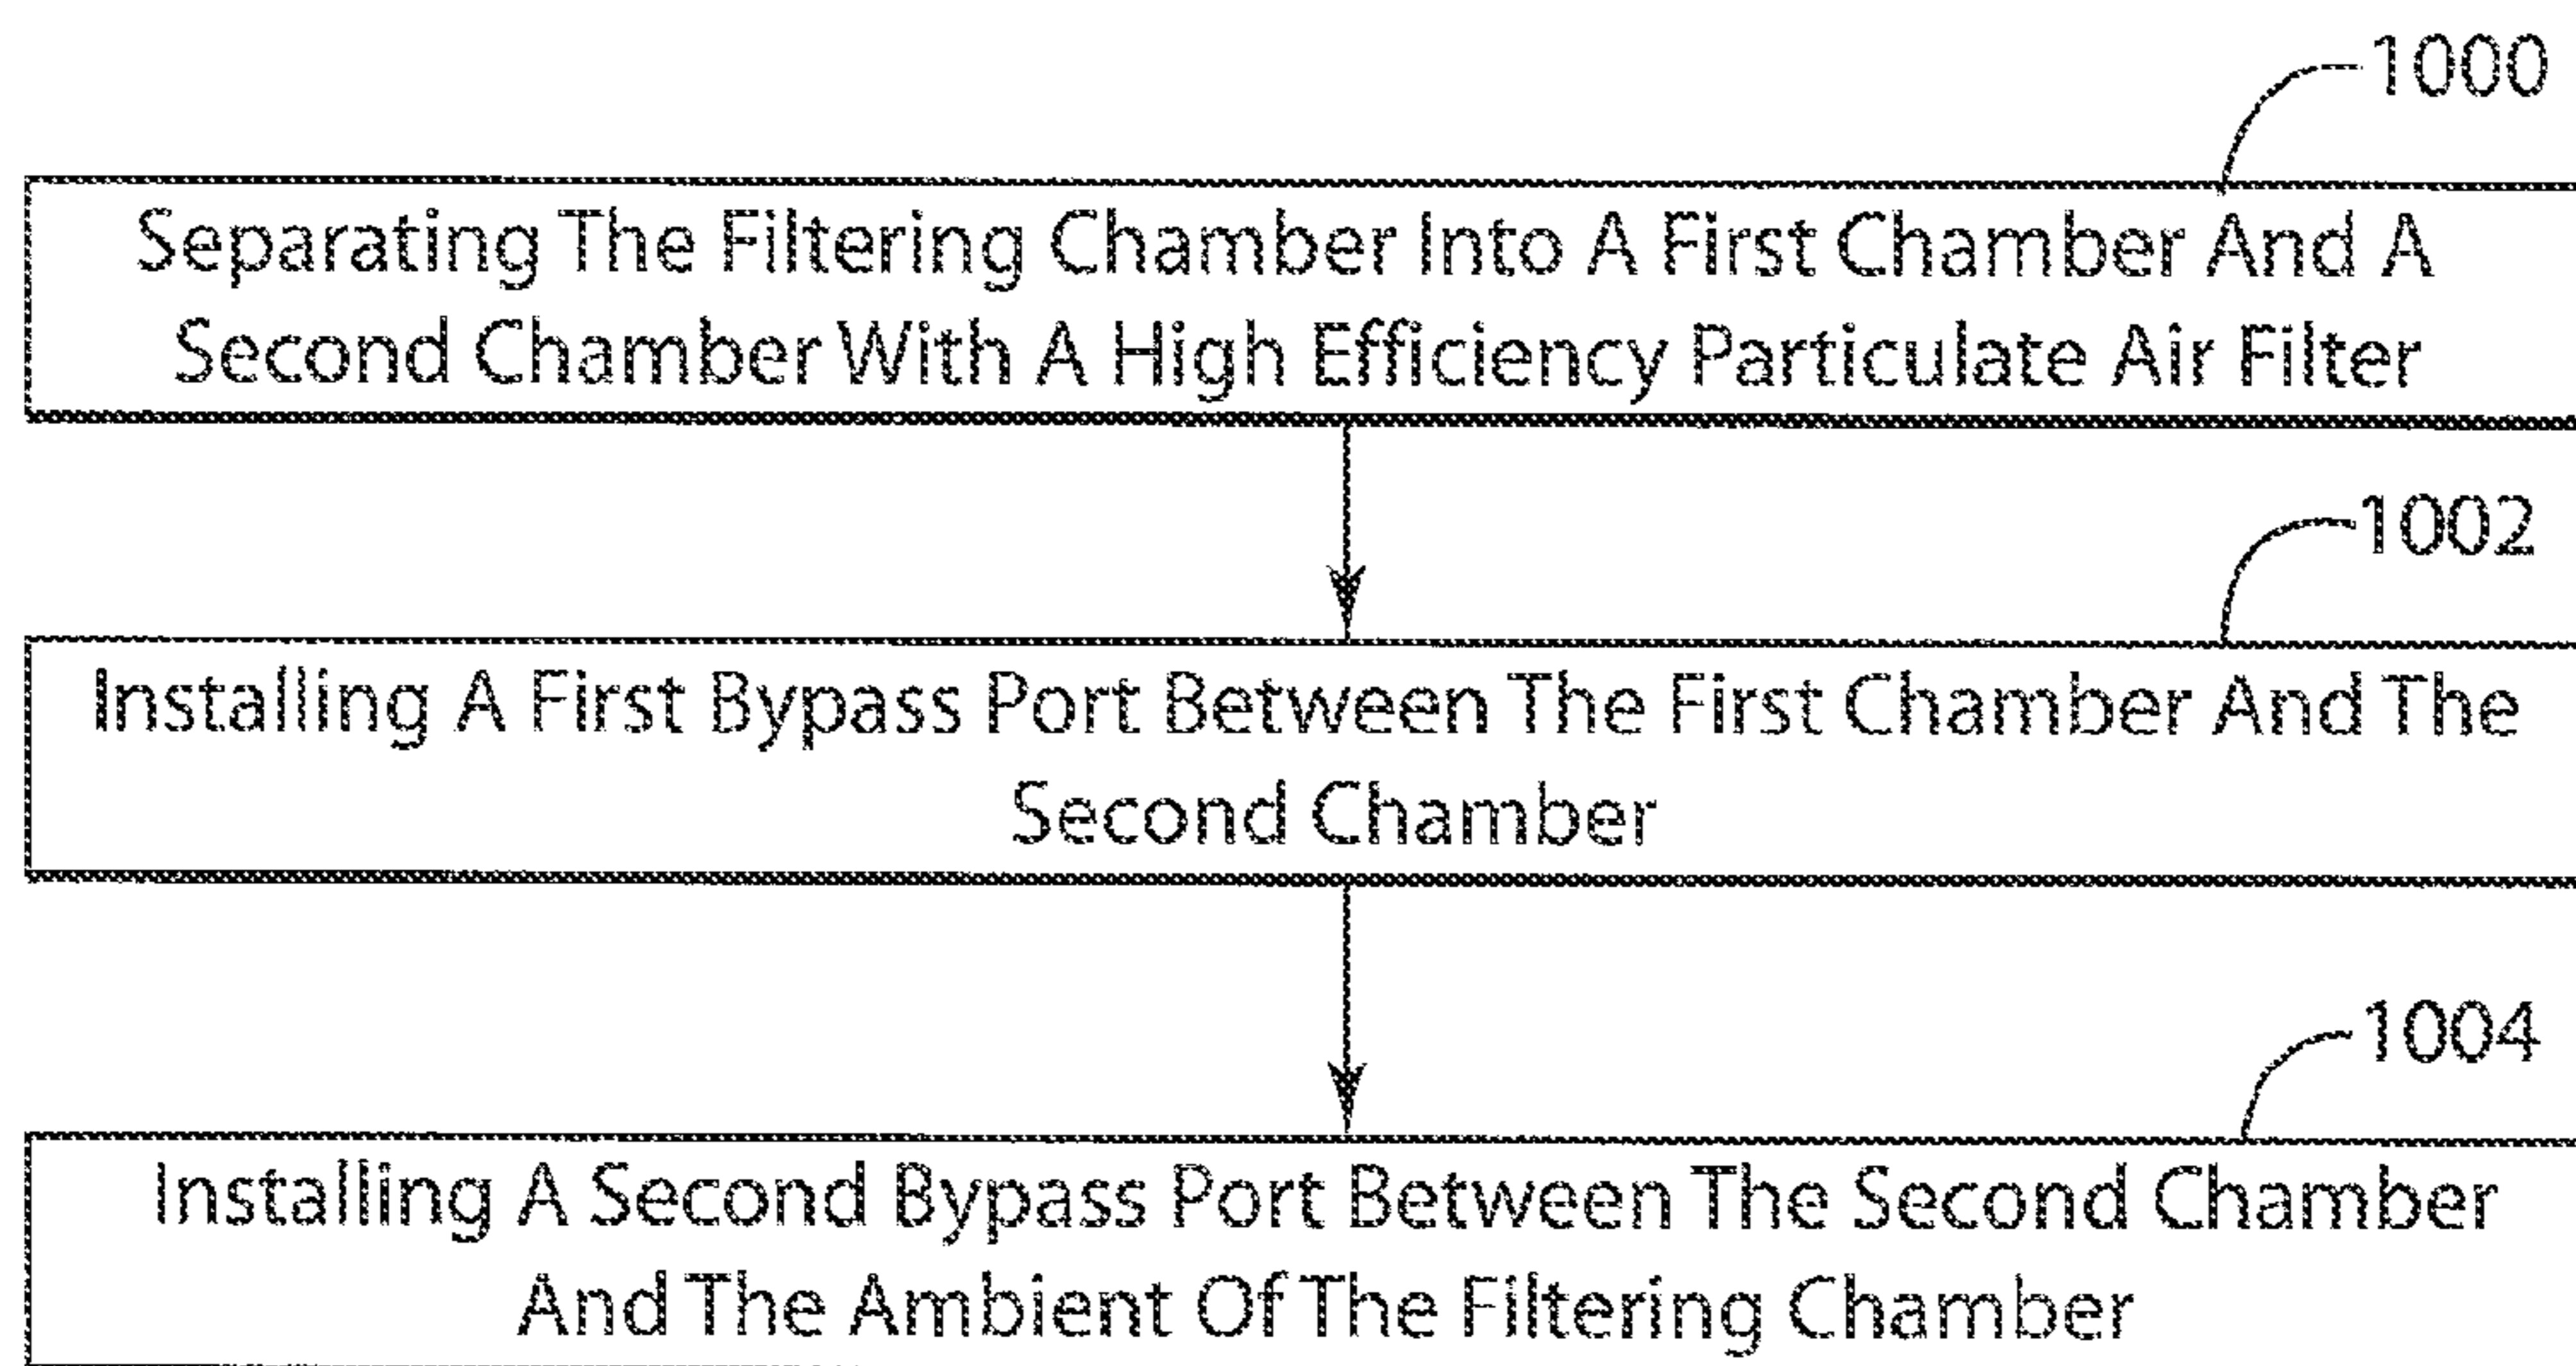 1000
Separating The Filtering Chamber Into A First Chamber And A
Second Chamber With A High Efficiency Particulate Air Filter
1002
Installing A First Bypass Port Between The First Chamber And The
Second Chamber
1004
Installing A Second Bypass Port Between The Second Chamber
And The Ambient Of The Filtering Chamber